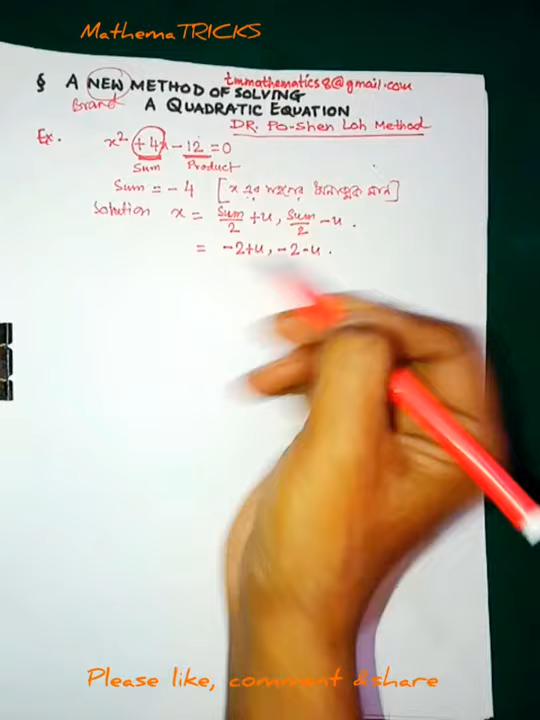 MathemaTRICKS
tmmathematics8@gmail.com
§ A NEW METHOD OF SOLVING
Brand A QUADRATIC EQUATION
DR. Po-Shen Loh Method
Ex. x² + 4x - 12 = 0
Sum Product
Sum = - 4 [x এর মান]
Solution x = Sum/2 + u, Sum/2 - u.
= -2+u, -2-u.
Please like, comment & share